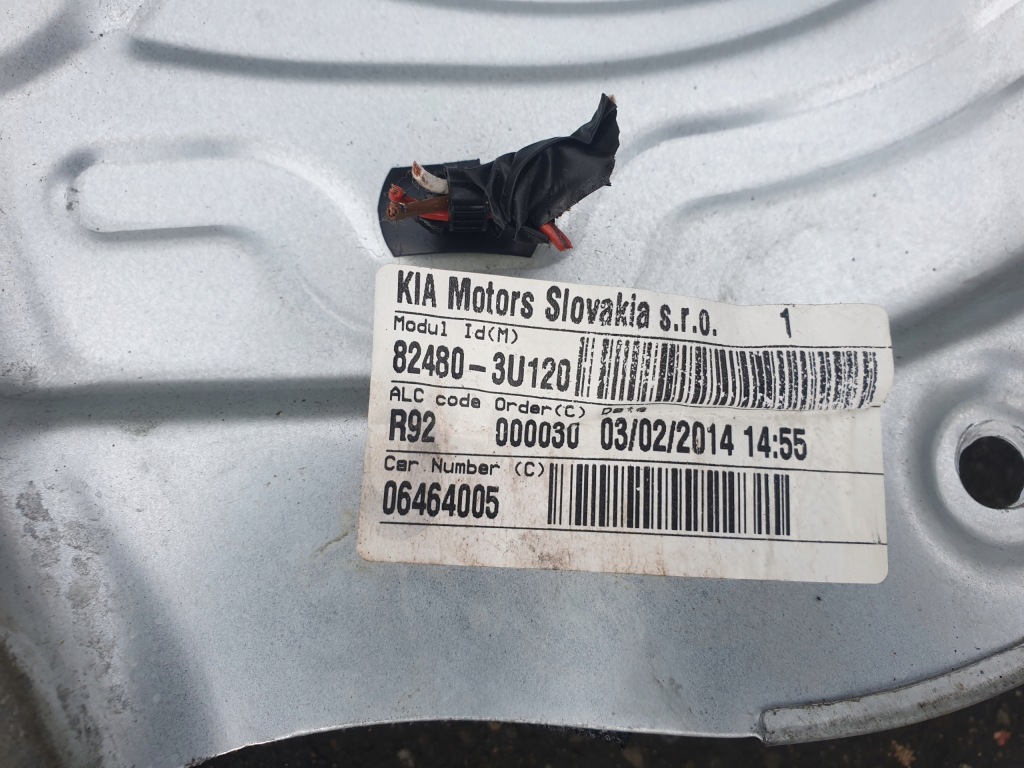 KIA Motors Slovakia s.r.o. 1
Modul Id(M)
82480-3U120
ALC code Order(C) Date
R92 000030 03/02/2014 14:55
Car Number (C)
06464005